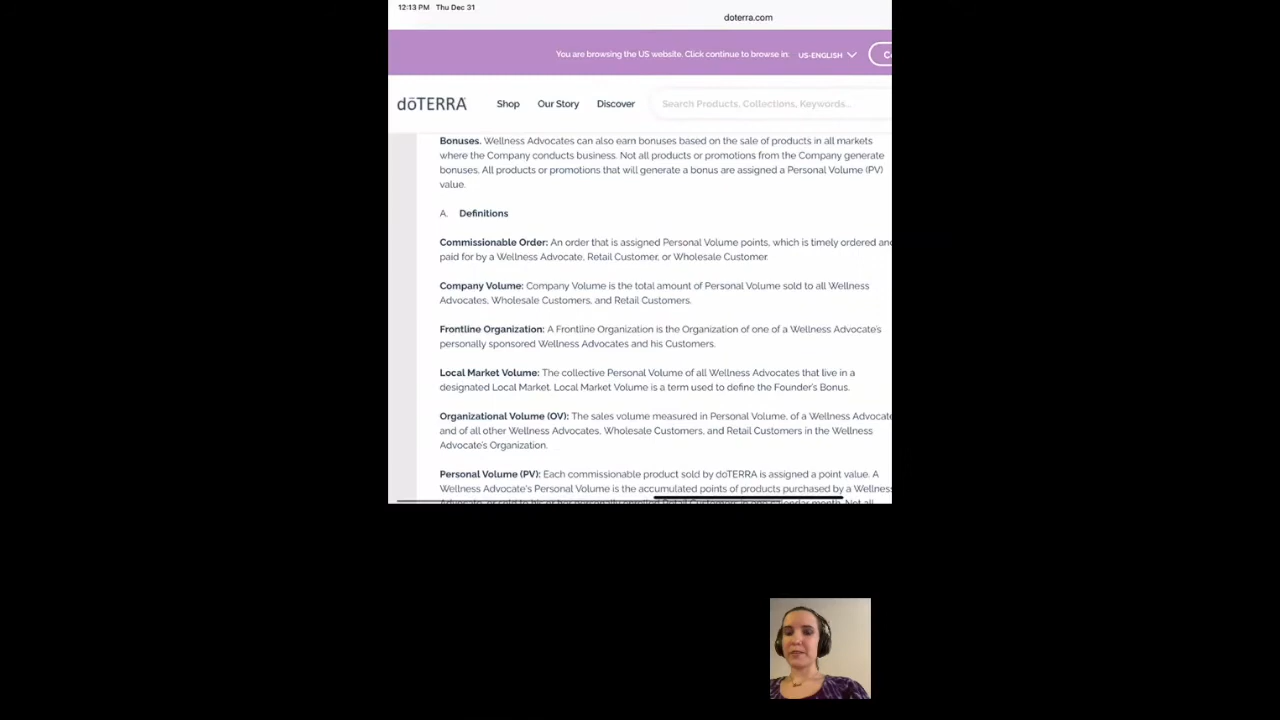 12:13 PM Thu Dec 31
doterra.com
You are browsing the US website. Click continue to browse in: US-ENGLISH
dōTERRA Shop Our Story Discover Search Products, Collections, Keywords...
Bonuses. Wellness Advocates can also earn bonuses based on the sale of products in all markets
where the Company conducts business. Not all products or promotions from the Company generate
bonuses. All products or promotions that will generate a bonus are assigned a Personal Volume (PV)
value.
A. Definitions
Commissionable Order: An order that is assigned Personal Volume points, which is timely ordered and
paid for by a Wellness Advocate, Retail Customer, or Wholesale Customer.
Company Volume: Company Volume is the total amount of Personal Volume sold to all Wellness
Advocates, Wholesale Customers, and Retail Customers.
Frontline Organization: A Frontline Organization is the Organization of one of a Wellness Advocate's
personally sponsored Wellness Advocates and his Customers.
Local Market Volume: The collective Personal Volume of all Wellness Advocates that live in a
designated Local Market. Local Market Volume is a term used to define the Founder's Bonus.
Organizational Volume (OV): The sales volume measured in Personal Volume, of a Wellness Advocate
and of all other Wellness Advocates, Wholesale Customers, and Retail Customers in the Wellness
Advocate's Organization.
Personal Volume (PV): Each commissionable product sold by doTERRA is assigned a point value. A
Wellness Advocate's Personal Volume is the accumulated points of products purchased by a Wellness